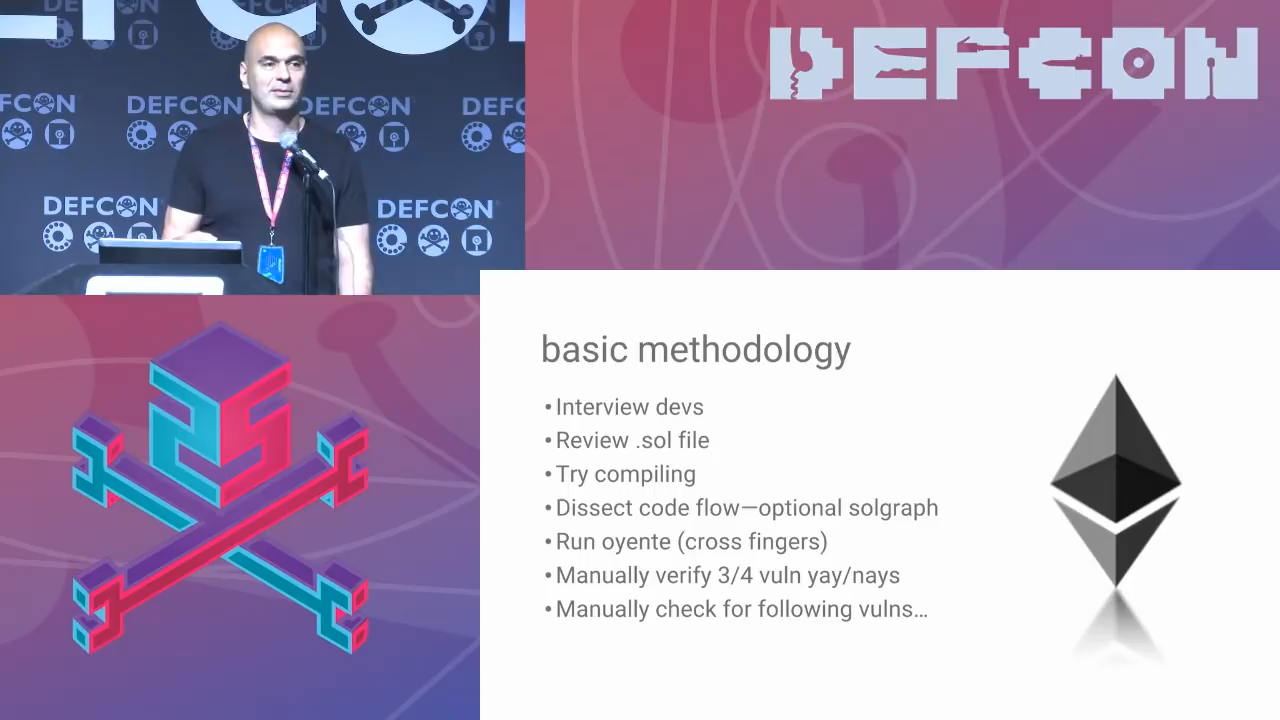 DEFCON
DEFCON
DEFCON
DEFCON
DEFCON
DEFCON
basic methodology
•Interview devs
•Review .sol file
•Try compiling
•Dissect code flow—optional solgraph
•Run oyente (cross fingers)
•Manually verify 3/4 vuln yay/nays
•Manually check for following vulns…